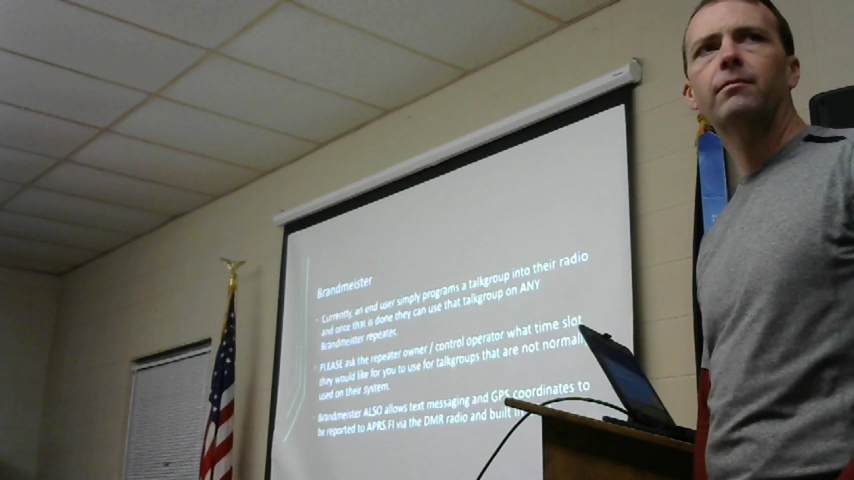 Brandmeister
Currently, an end user simply programs a talkgroup into their radio
and once that is done they can use that talkgroup on ANY
Brandmeister repeater.
PLEASE ask the repeater owner / control operator what time slot
they would like for you to use for talkgroups that are not normally
used on their system.
Brandmeister ALSO allows text messaging and GPS coordinates to
be reported to APRS.FI via the DMR radio and built